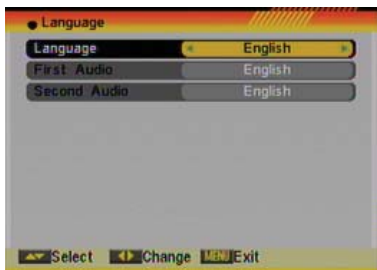 Language
Language English
First Audio English
Second Audio English
Select Change MENU Exit